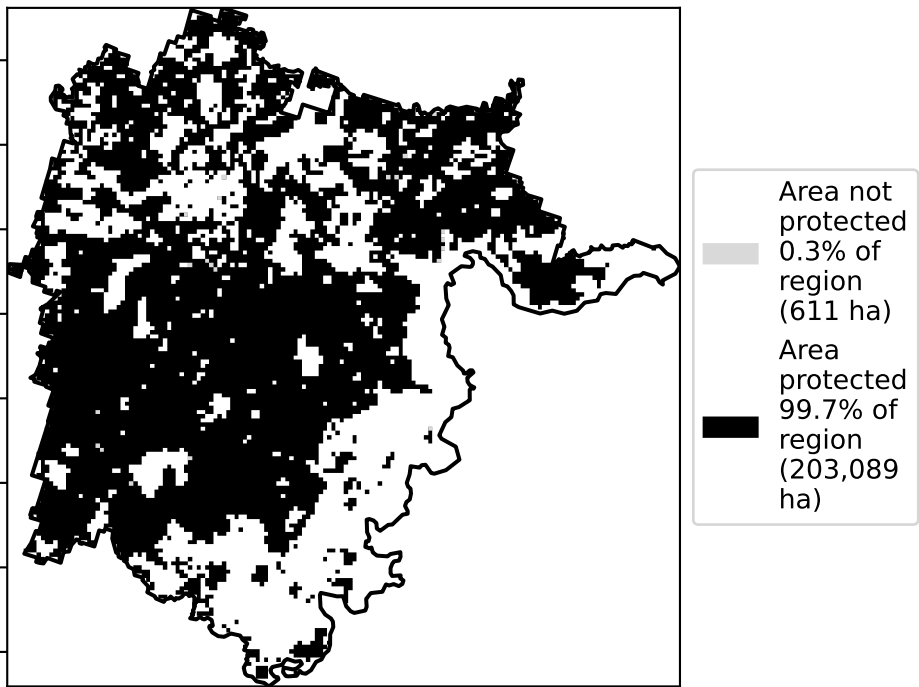 Area not
protected
0.3% of
region
(611 ha)
Area
protected
99.7% of
region
(203,089
ha)